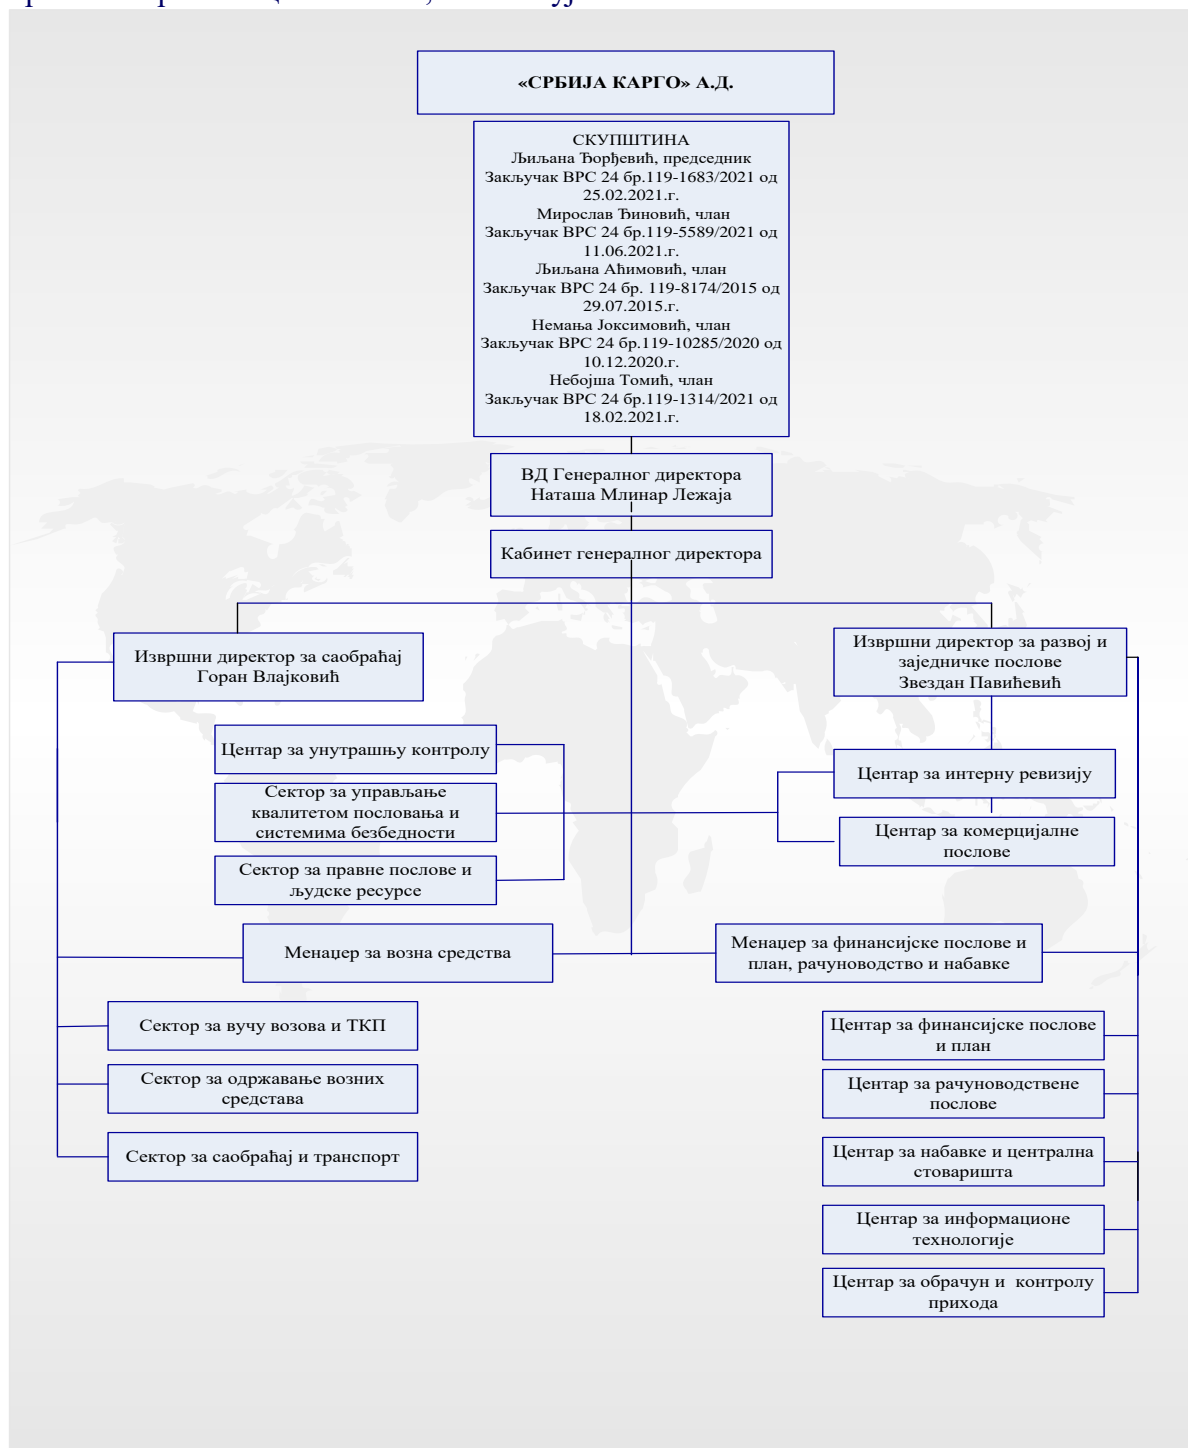 «СРБИЈА КАРГО» А.Д.
СКУПШТИНА
Љиљана Ђорђевић, председник
Закључак ВРС 24 бр.119-1683/2021 од
25.02.2021.г.
Мирослав Ђиновић, члан
Закључак ВРС 24 бр.119-5589/2021 од
11.06.2021.г.
Љиљана Аћимовић, члан
Закључак ВРС 24 бр. 119-8174/2015 од
29.07.2015.г.
Немања Јоксимовић, члан
Закључак ВРС 24 бр.119-10285/2020 од
10.12.2020.г.
Небојша Томић, члан
Закључак ВРС 24 бр.119-1314/2021 од
18.02.2021.г.
ВД Генералног директора
Наташа Млинар Лежаја
Кабинет генералног директора
Извршни директор за саобраћај
Горан Влајковић
Извршни директор за развој и
заједничке послове
Звездан Павићевић
Центар за унутрашњу контролу
Сектор за управљање
квалитетом пословања и
системима безбедности
Сектор за правне послове и
људске ресурсе
Центар за интерну ревизију
Центар за комерцијалне
послове
Менаџер за возна средства
Менаџер за финансијске послове и
план, рачуноводство и набавке
Сектор за вучу возова и ТКП
Сектор за одржавање возних
средстава
Сектор за саобраћај и транспорт
Центар за финансијске послове
и план
Центар за рачуноводствене
послове
Центар за набавке и централна
стоваришта
Центар за информационе
технологије
Центар за обрачун и  контролу
прихода